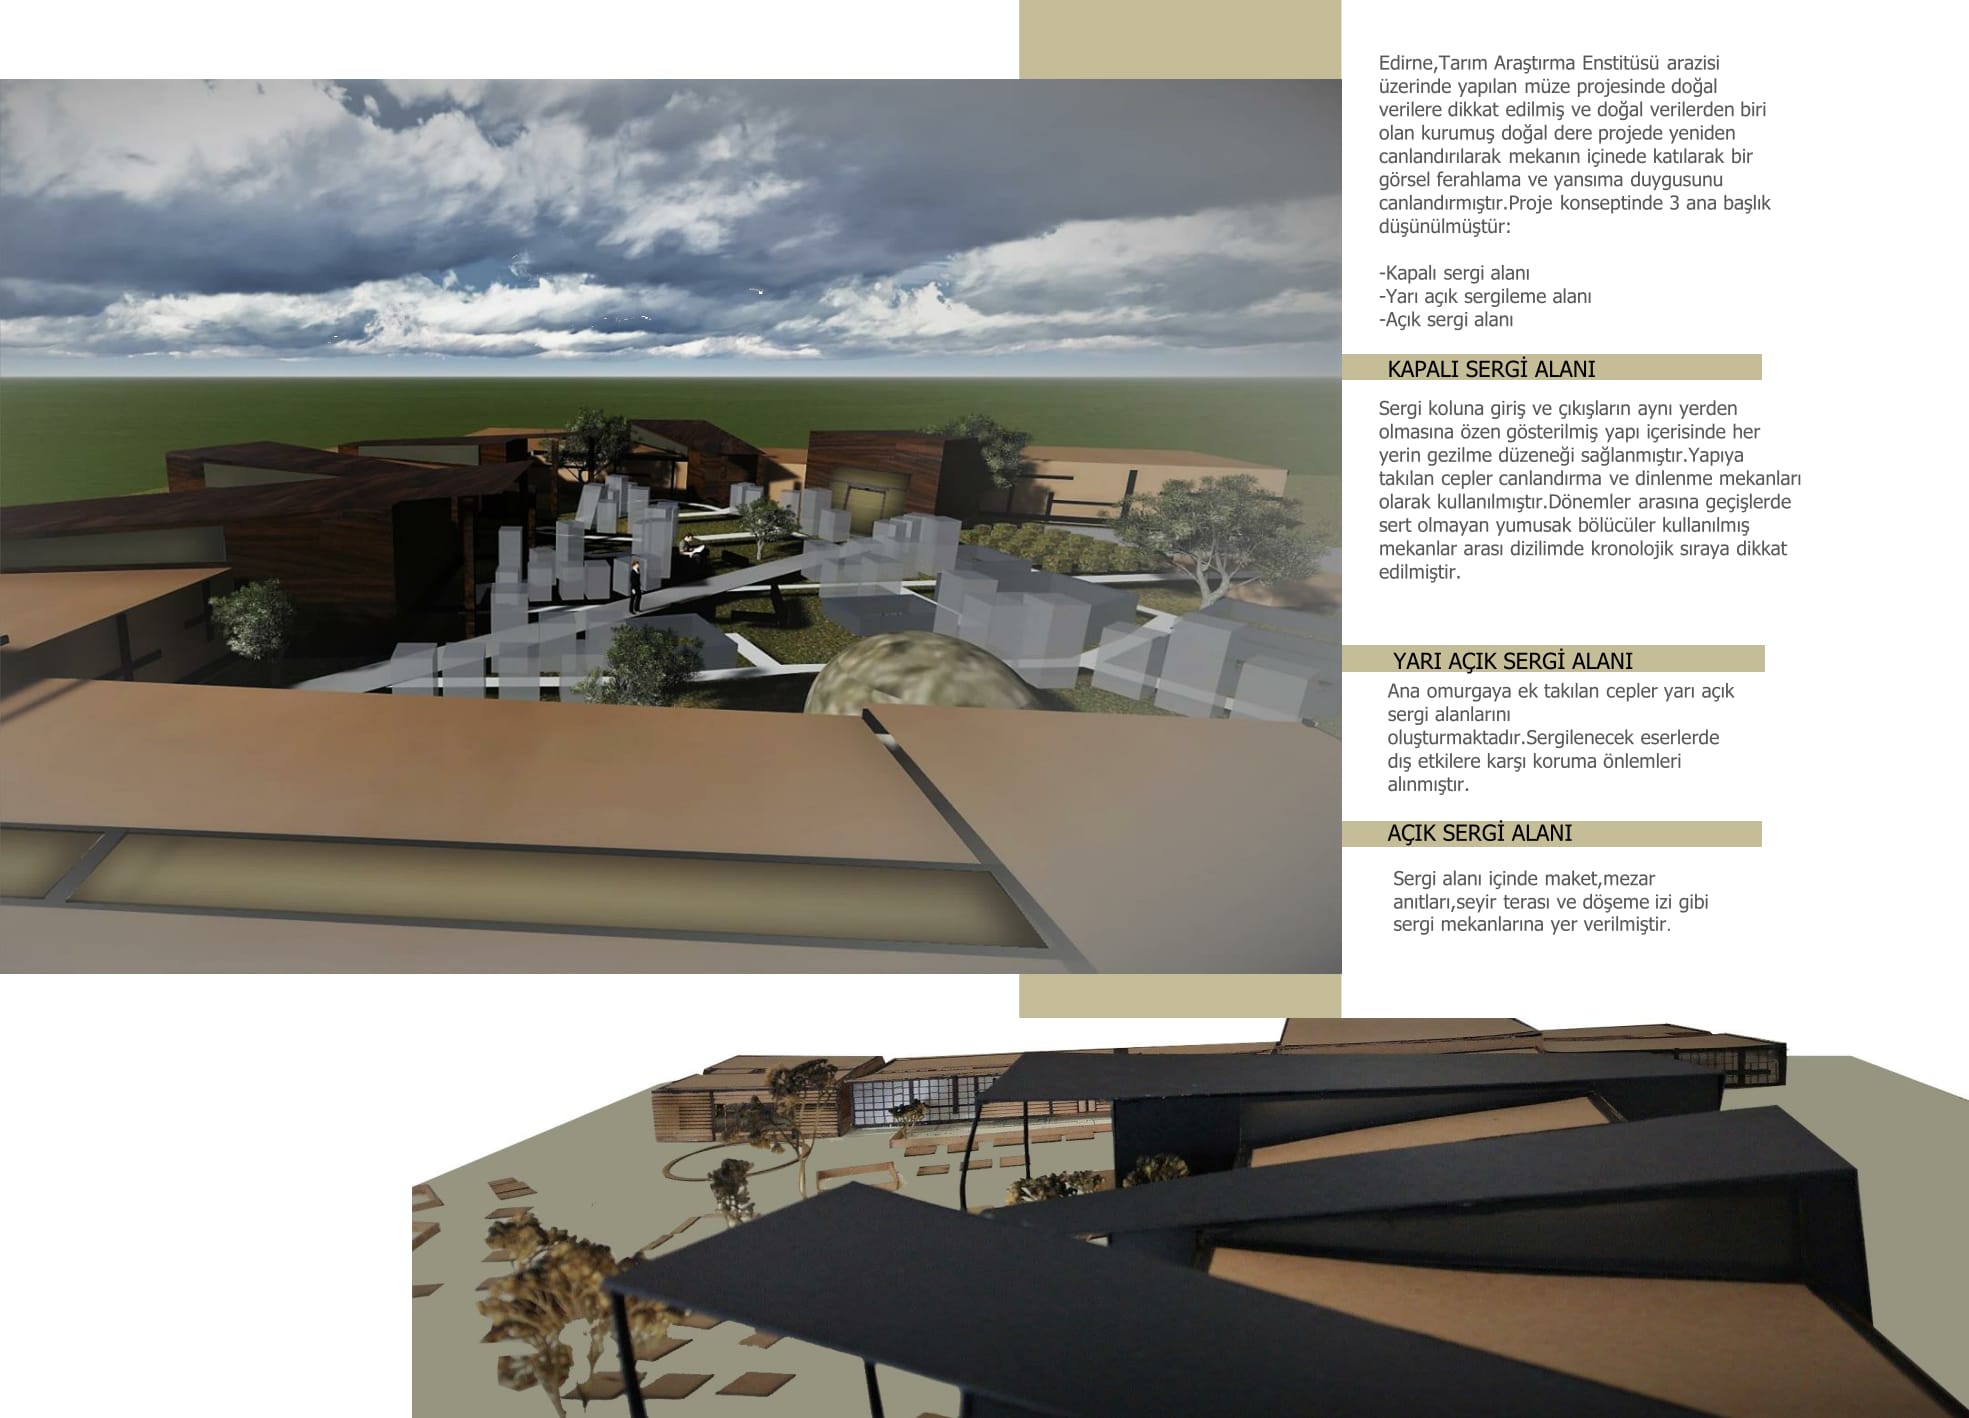 Edirne,Tarım Araştırma Enstitüsü arazisi
üzerinde yapılan müze projesinde doğal
verilere dikkat edilmiş ve doğal verilerden biri
olan kurumuş doğal dere projede yeniden
canlandırılarak mekanın içinede katılarak bir
görsel ferahlama ve yansıma duygusunu
canlandırmıştır.Proje konseptinde 3 ana başlık
düşünülmüştür:
-Kapalı sergi alanı
-Yarı açık sergileme alanı
-Açık sergi alanı
KAPALI SERGİ ALANI
Sergi koluna giriş ve çıkışların aynı yerden
olmasına özen gösterilmiş yapı içerisinde her
yerin gezilme düzeneği sağlanmıştır.Yapıya
takılan cepler canlandırma ve dinlenme mekanları
olarak kullanılmıştır.Dönemler arasına geçişlerde
sert olmayan yumusak bölücüler kullanılmış
mekanlar arası dizilimde kronolojik sıraya dikkat
edilmiştir.
YARI AÇIK SERGİ ALANI
Ana omurgaya ek takılan cepler yarı açık
sergi alanlarını
oluşturmaktadır.Sergilenecek eserlerde
dış etkilere karşı koruma önlemleri
alınmıştır.
AÇIK SERGİ ALANI
Sergi alanı içinde maket,mezar
anıtları,seyir terası ve döşeme izi gibi
sergi mekanlarına yer verilmiştir.